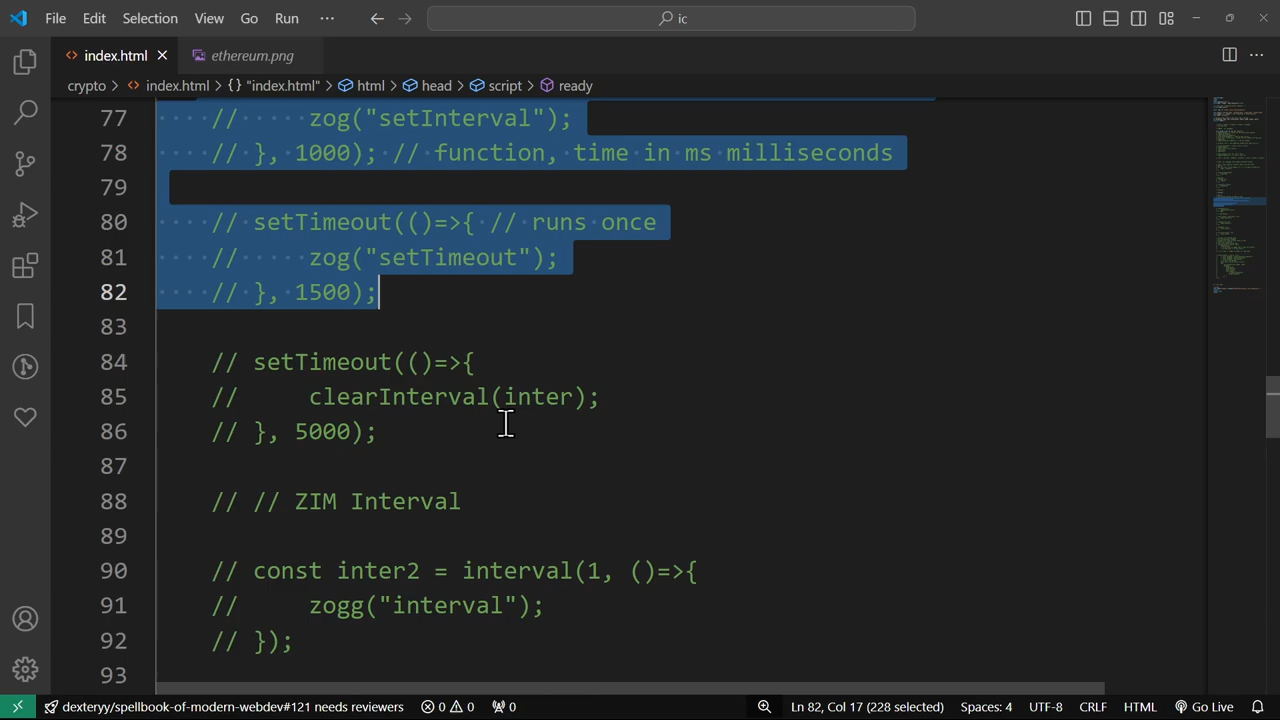 File Edit Selection View Go Run ··· ic
index.html ethereum.png
crypto > index.html > {} "index.html" > html > head > script > ready
77 // zog("setInterval");
78 // }, 1000); // function, time in ms milliseconds
79
80 // setTimeout(()=>{ // runs once
81 // zog("setTimeout");
82 // }, 1500);
83
84 // setTimeout(()=>{
85 // clearInterval(inter);
86 // }, 5000);
87
88 // // ZIM Interval
89
90 // const inter2 = interval(1, ()=>{
91 // zogg("interval");
92 // });
93
dexteryy/spellbook-of-modern-webdev#121 needs reviewers 0 0 0 Ln 82, Col 17 (228 selected) Spaces: 4 UTF-8 CRLF HTML Go Live